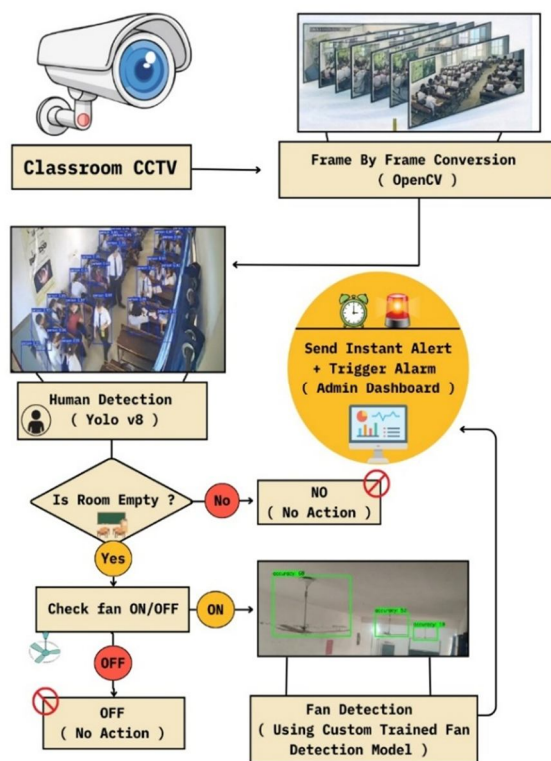 Classroom CCTV
Frame By Frame Conversion
( OpenCV )
Human Detection
( Yolo v8 )
Send Instant Alert
+ Trigger Alarm
( Admin Dashboard )
Is Room Empty ?
No
NO
( No Action )
Yes
Check fan ON/OFF
ON
OFF
OFF
( No Action )
Fan Detection
( Using Custom Trained Fan
Detection Model )